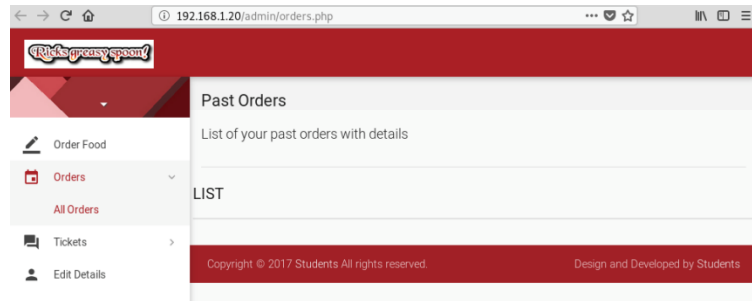 192.168.1.20/admin/orders.php
Ricks greasy spoon!
Past Orders
List of your past orders with details
Order Food
Orders
All Orders
Tickets
Edit Details
LIST
Copyright © 2017 Students All rights reserved.
Design and Developed by Students